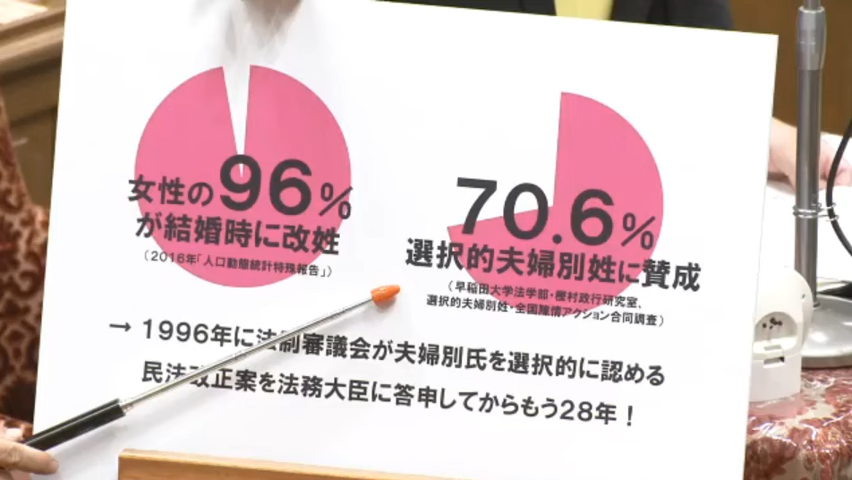 女性の96%
が結婚時に改姓
(2016年「人口動態統計特殊報告」)
70.6%
選択的夫婦別姓に賛成
(早稲田大学法学部・棚村政行研究室、
選択的夫婦別姓・全国陳情アクション合同調査)
→ 1996年に法制審議会が夫婦別氏を選択的に認める
民法改正案を法務大臣に答申してからもう28年！